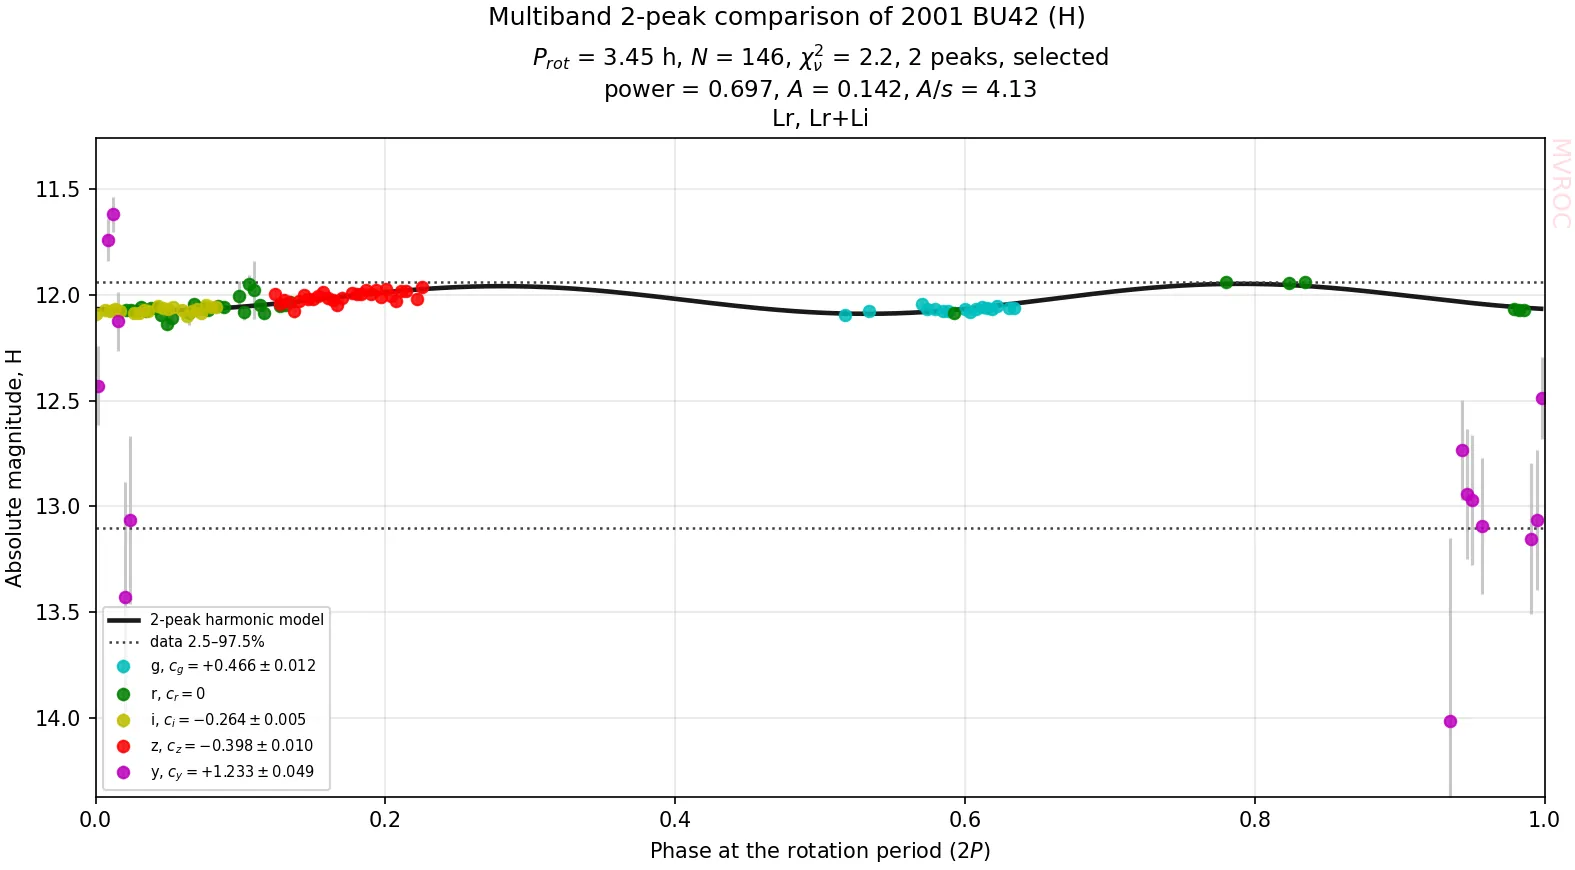 Multiband 2-peak comparison of 2001 BU42 (H)
P_rot = 3.45 h, N = 146, χ²_ν = 2.2, 2 peaks, selected
power = 0.697, A = 0.142, A/s = 4.13
Lr, Lr+Li
MVROC
Absolute magnitude, H
11.5
12.0
12.5
13.0
13.5
14.0
2-peak harmonic model
data 2.5–97.5%
g, c_g = +0.466 ± 0.012
r, c_r = 0
i, c_i = −0.264 ± 0.005
z, c_z = −0.398 ± 0.010
y, c_y = +1.233 ± 0.049
0.0 0.2 0.4 0.6 0.8 1.0
Phase at the rotation period (2P)